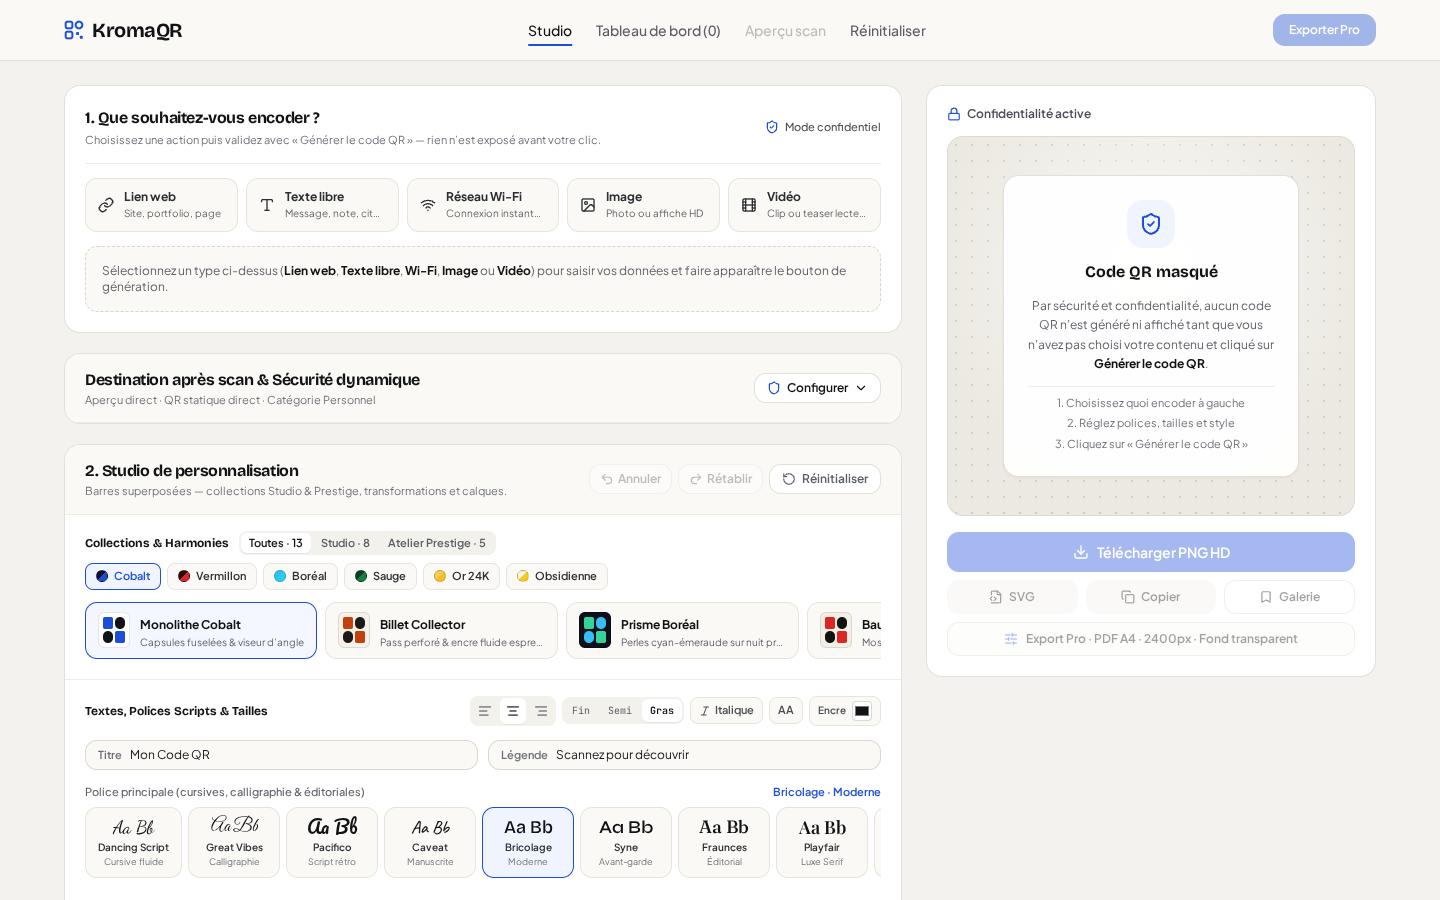 KromaQR
Studio
Tableau de bord (0)
Aperçu scan
Réinitialiser
Exporter Pro
1. Que souhaitez-vous encoder ?
Choisissez une action puis validez avec « Générer le code QR » — rien n'est exposé avant votre clic.
Mode confidentiel
Lien web
Site, portfolio, page
Texte libre
Message, note, cit…
Réseau Wi-Fi
Connexion instant…
Image
Photo ou affiche HD
Vidéo
Clip ou teaser lecte…
Sélectionnez un type ci-dessus (Lien web, Texte libre, Wi-Fi, Image ou Vidéo) pour saisir vos données et faire apparaître le bouton de
génération.
Destination après scan & Sécurité dynamique
Aperçu direct · QR statique direct · Catégorie Personnel
Configurer
2. Studio de personnalisation
Barres superposées — collections Studio & Prestige, transformations et calques.
Annuler
Rétablir
Réinitialiser
Collections & Harmonies
Toutes · 13
Studio · 8
Atelier Prestige · 5
Cobalt
Vermillon
Boréal
Sauge
Or 24K
Obsidienne
Monolithe Cobalt
Capsules fuselées & viseur d'angle
Billet Collector
Pass perforé & encre fluide espre…
Prisme Boréal
Perles cyan-émeraude sur nuit pr…
Bau
Mos
Textes, Polices Scripts & Tailles
Fin
Semi
Gras
Italique
AA
Encre
Titre
Mon Code QR
Légende
Scannez pour découvrir
Police principale (cursives, calligraphie & éditoriales)
Bricolage · Moderne
Aa Bb
Dancing Script
Cursive fluide
Aa Bb
Great Vibes
Calligraphie
Aa Bb
Pacifico
Script rétro
Aa Bb
Caveat
Manuscrite
Aa Bb
Bricolage
Moderne
Aa Bb
Syne
Avant-garde
Aa Bb
Fraunces
Éditorial
Aa Bb
Playfair
Luxe Serif
Confidentialité active
Code QR masqué
Par sécurité et confidentialité, aucun code
QR n'est généré ni affiché tant que vous
n'avez pas choisi votre contenu et cliqué sur
Générer le code QR.
1. Choisissez quoi encoder à gauche
2. Réglez polices, tailles et style
3. Cliquez sur « Générer le code QR »
Télécharger PNG HD
SVG
Copier
Galerie
Export Pro · PDF A4 · 2400px · Fond transparent